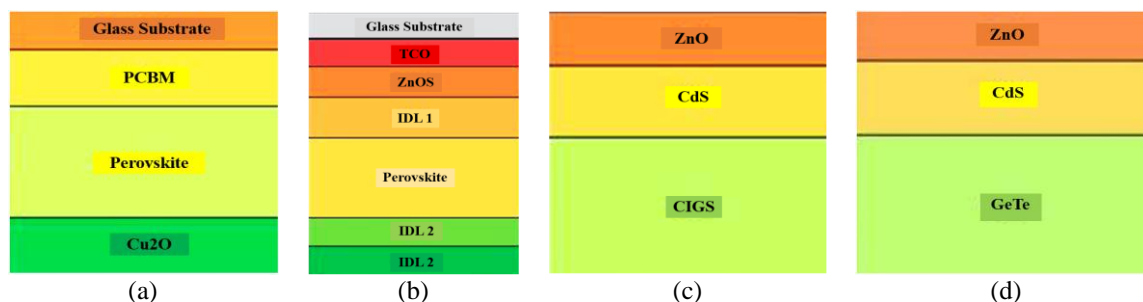 Glass Substrate
PCBM
Perovskite
Cu2O
(a)
Glass Substrate
TCO
ZnOS
IDL 1
Perovskite
IDL 2
IDL 2
(b)
ZnO
CdS
CIGS
(c)
ZnO
CdS
GeTe
(d)